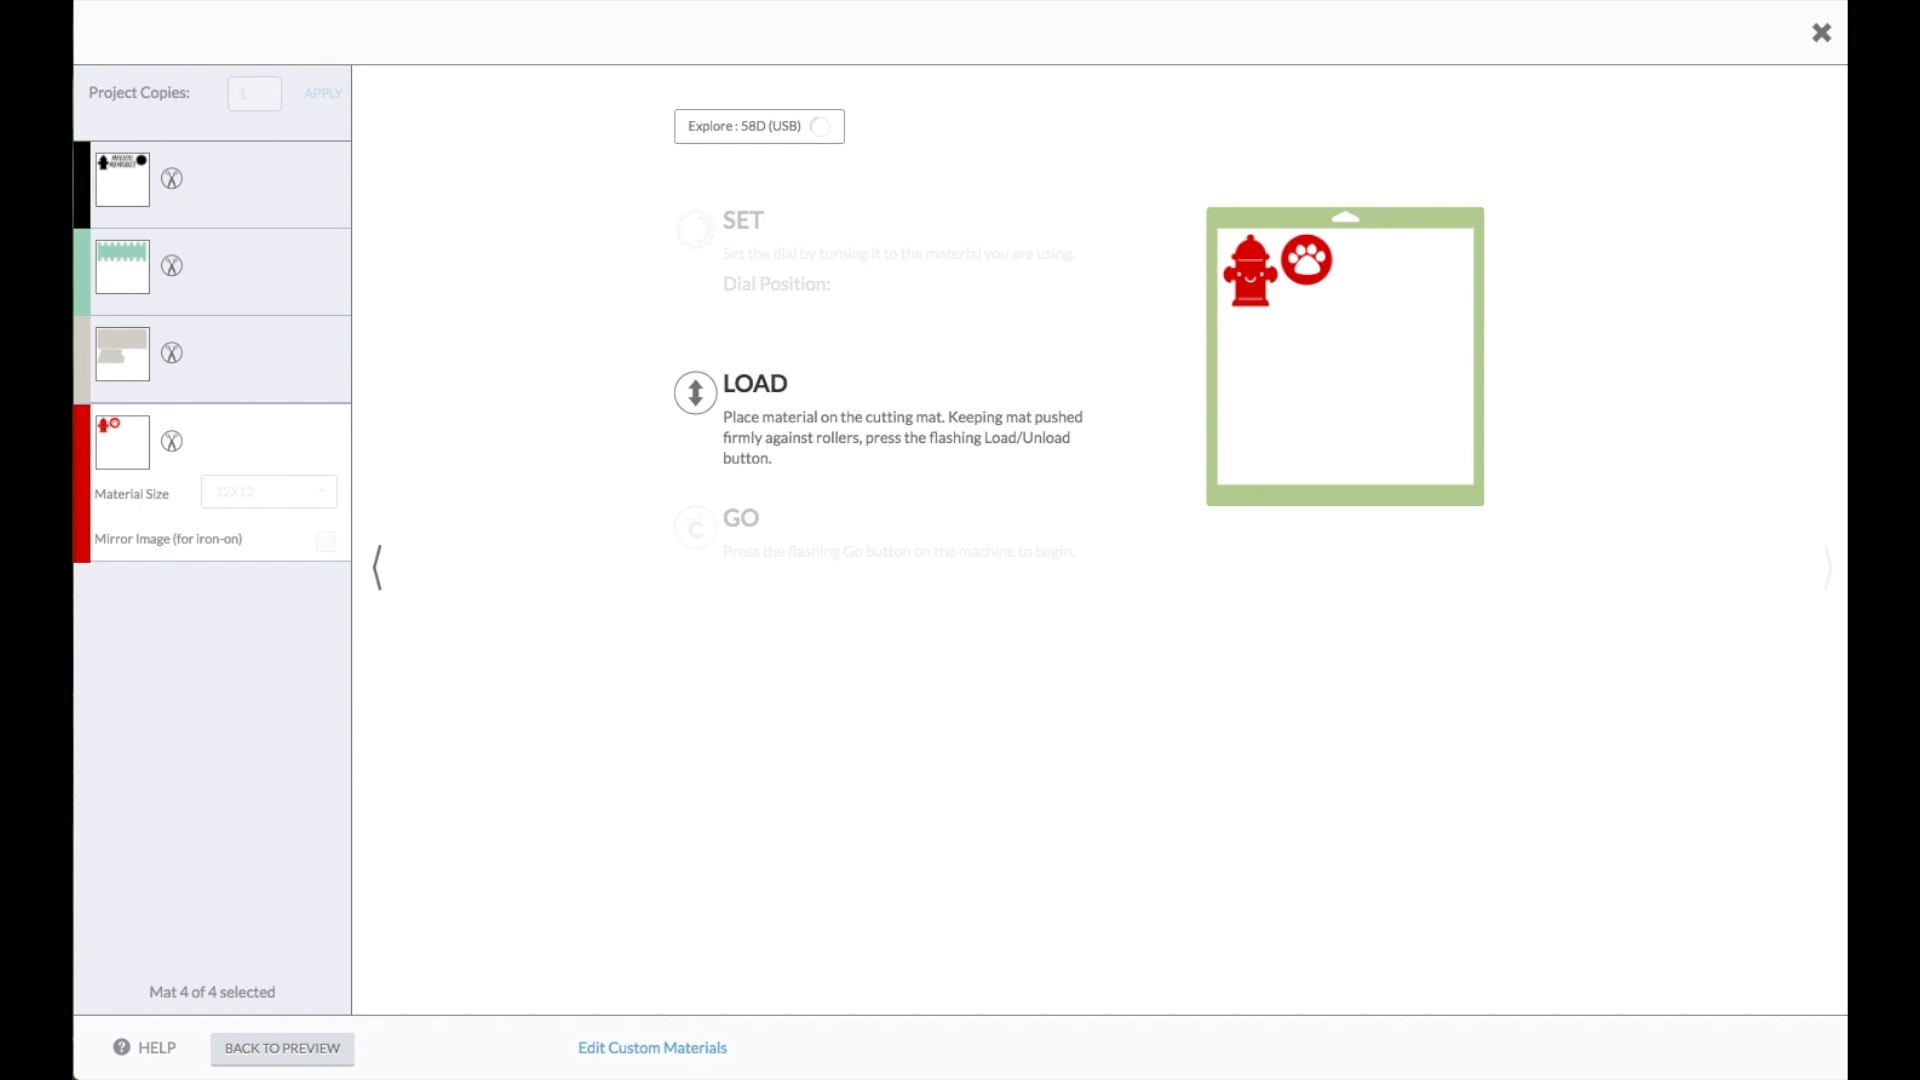 Project Copies: 1 APPLY
Explore : 58D (USB)
SET
Set the dial by turning it to the material you are using.
Dial Position:
LOAD
Place material on the cutting mat. Keeping mat pushed
firmly against rollers, press the flashing Load/Unload
button.
GO
Press the flashing Go button on the machine to begin.
Material Size 12X12
Mirror Image (for iron-on)
Mat 4 of 4 selected
HELP
BACK TO PREVIEW
Edit Custom Materials